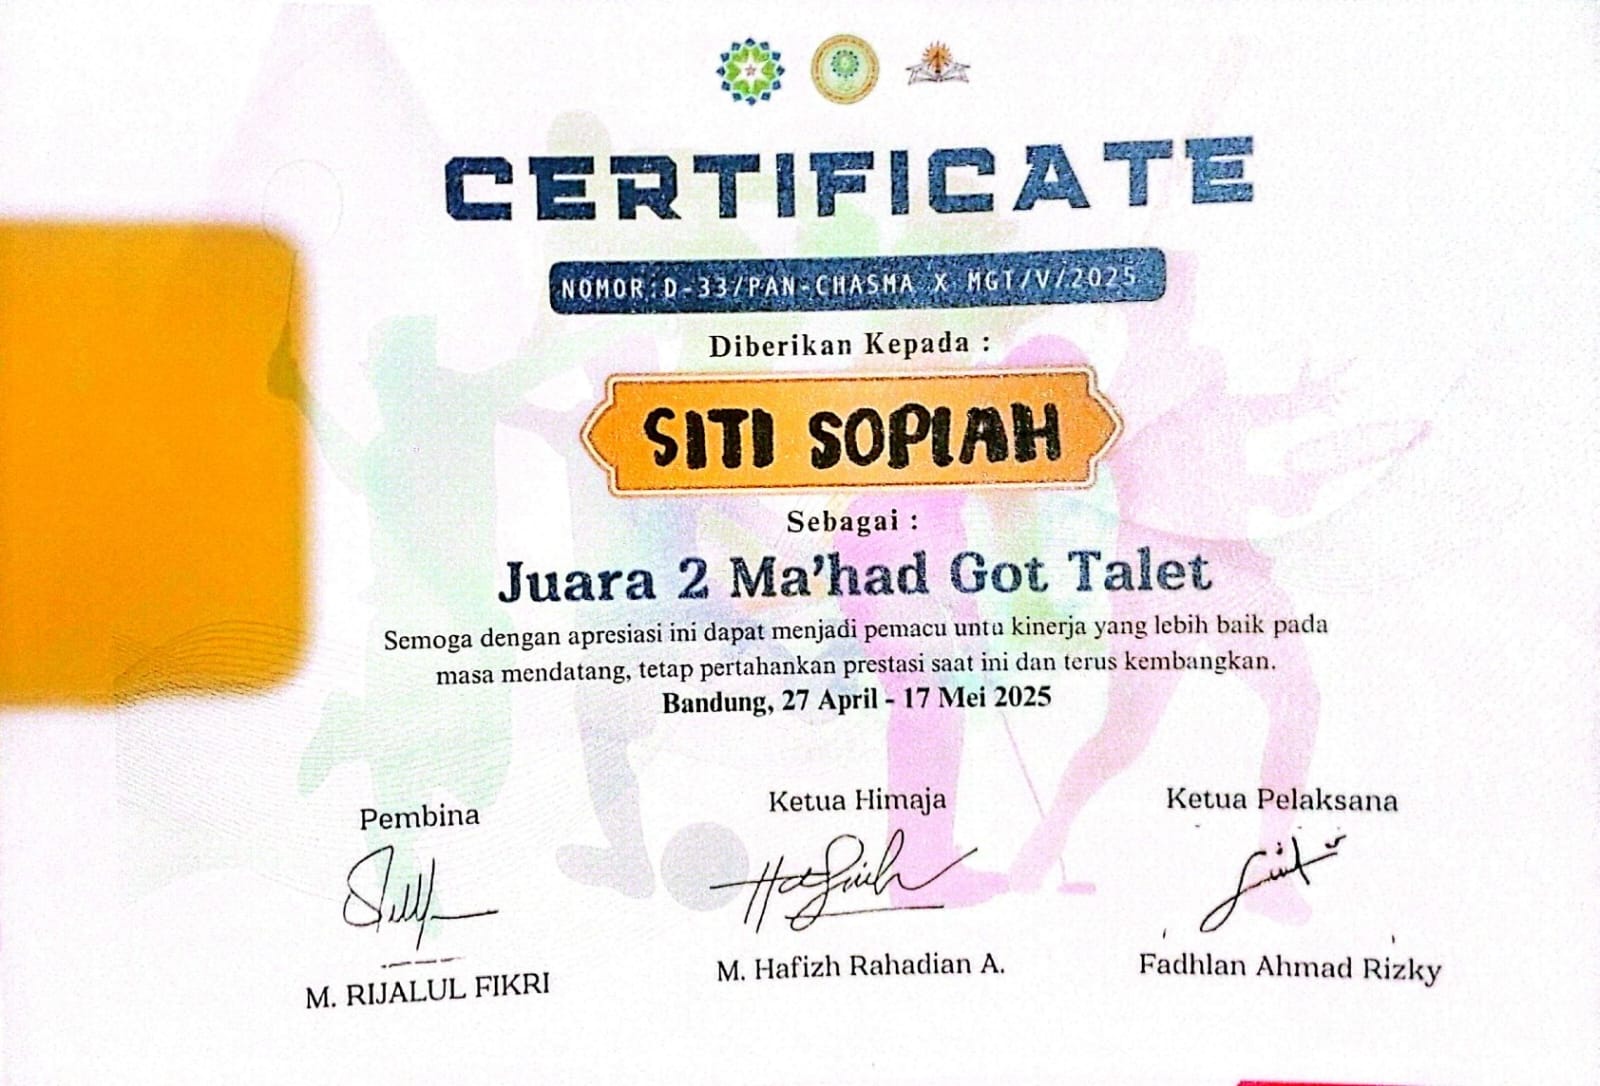 CERTIFICATE
NOMOR:D-33/PAN-CHASMA X MGT/V/2025
Diberikan Kepada :
SITI SOPIAH
Sebagai :
Juara 2 Ma'had Got Talet
Semoga dengan apresiasi ini dapat menjadi pemacu untu kinerja yang lebih baik pada
masa mendatang, tetap pertahankan prestasi saat ini dan terus kembangkan.
Bandung, 27 April - 17 Mei 2025
Pembina
Ketua Himaja
Ketua Pelaksana
M. RIJALUL FIKRI
M. Hafizh Rahadian A.
Fadhlan Ahmad Rizky